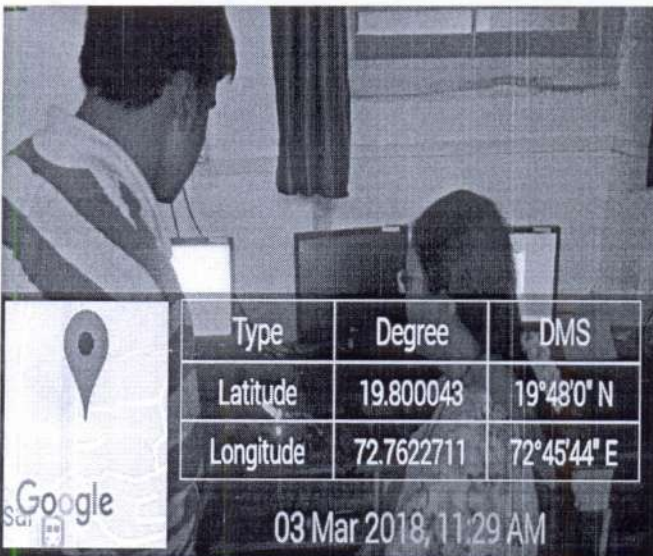 Type Degree DMS
Latitude 19.800043 19°48'0" N
Longitude 72.7622711 72°45'44" E
Google
03 Mar 2018, 11:29 AM